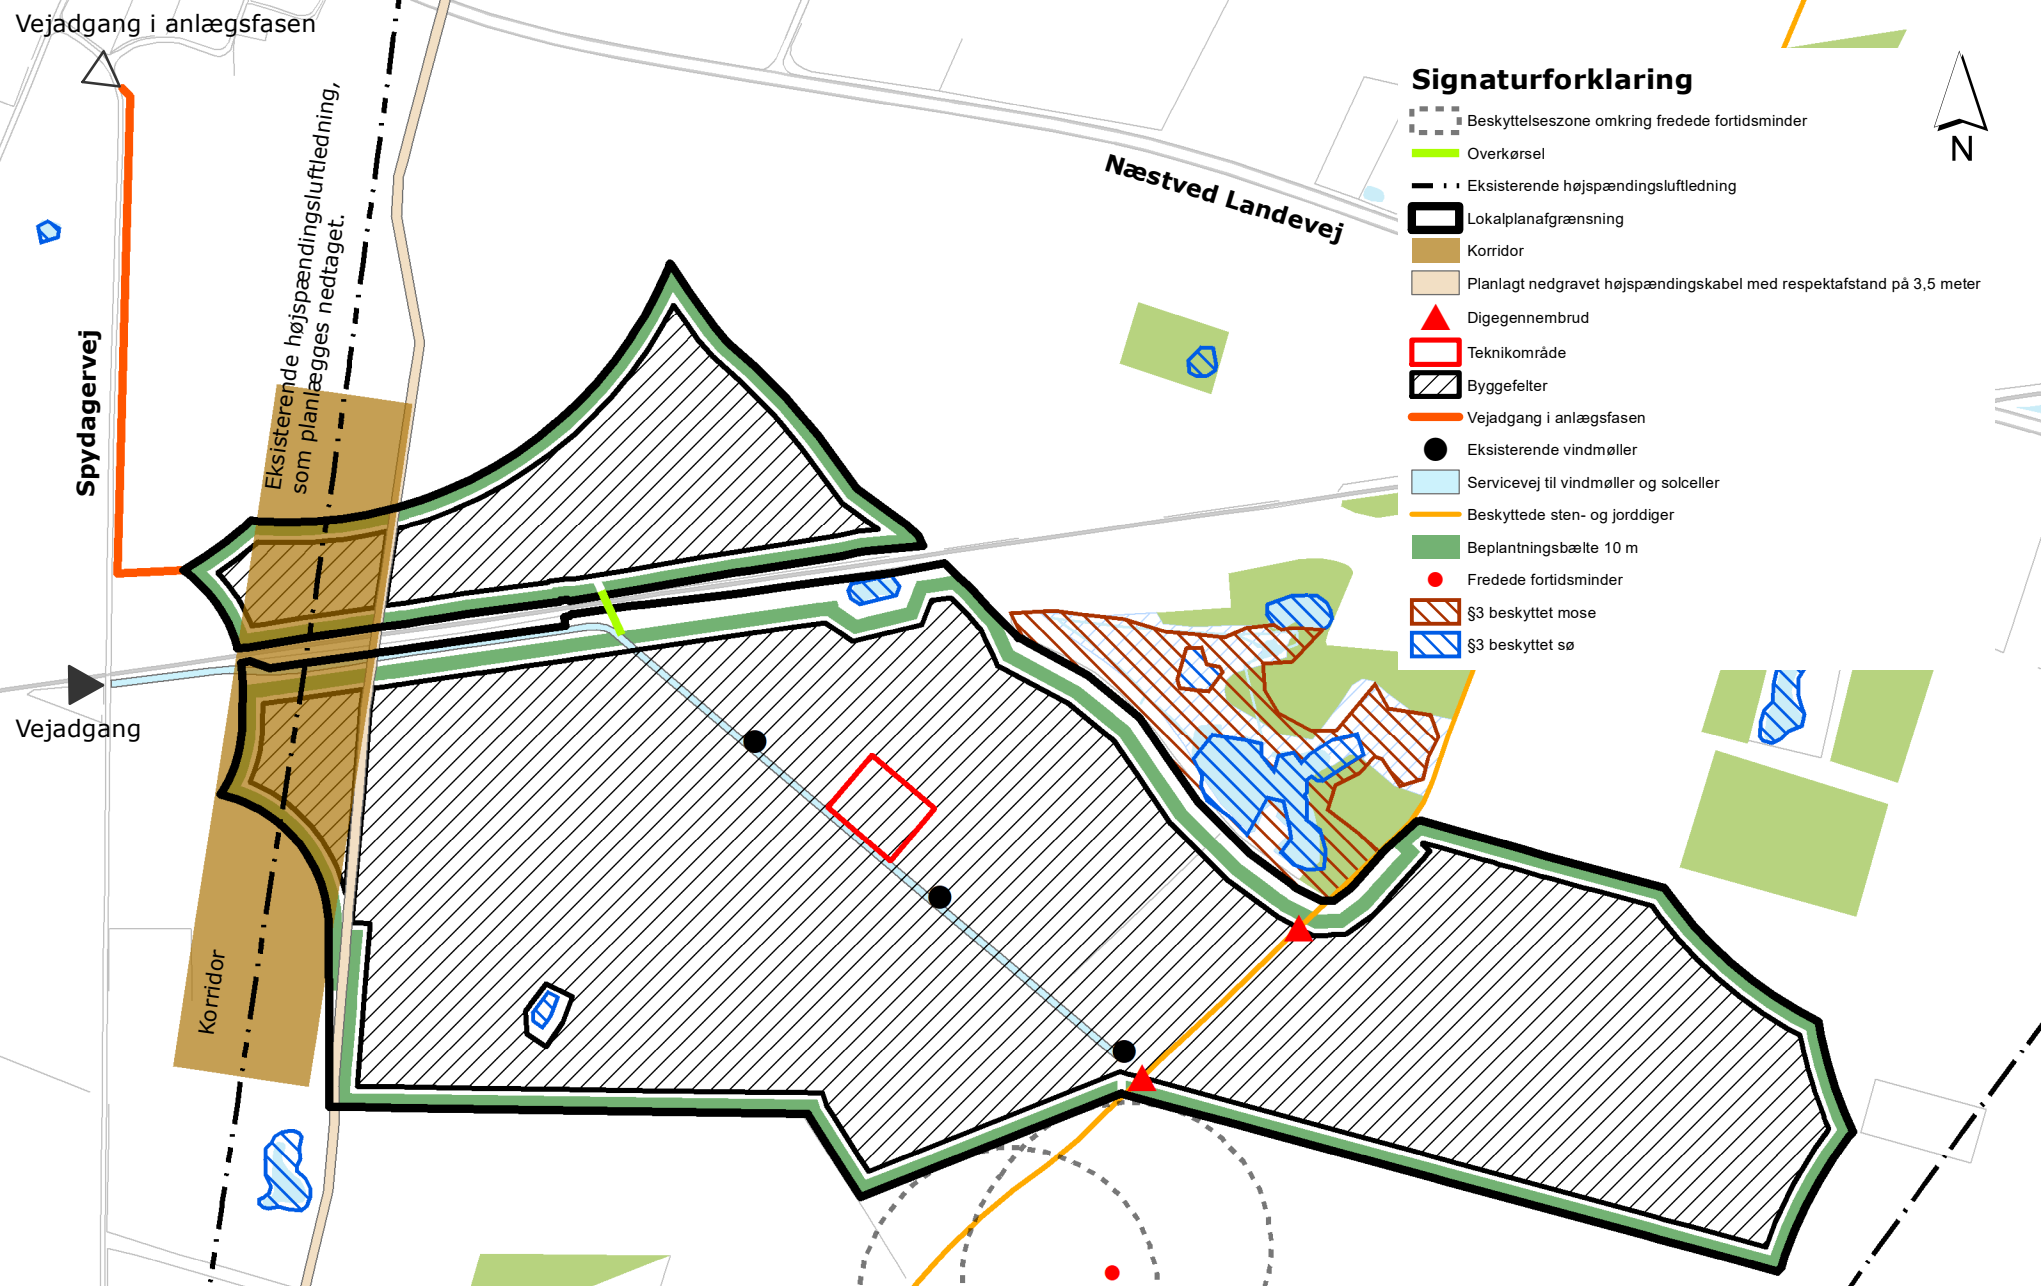 Vejadgang i anlægsfasen
Eksisterende højspændingsluftledning,
som planlægges nedtaget.
Spydagervej
Næstved Landevej
Vejadgang
Korridor
Signaturforklaring
Beskyttelseszone omkring fredede fortidsminder
Overkørsel
Eksisterende højspændingsluftledning
Lokalplanafgrænsning
Korridor
Planlagt nedgravet højspændingskabel med respektafstand på 3,5 meter
Digegennembrud
Teknikområde
Byggefelter
Vejadgang i anlægsfasen
Eksisterende vindmøller
Servicevej til vindmøller og solceller
Beskyttede sten- og jorddiger
Beplantningsbælte 10 m
Fredede fortidsminder
§3 beskyttet mose
§3 beskyttet sø
N